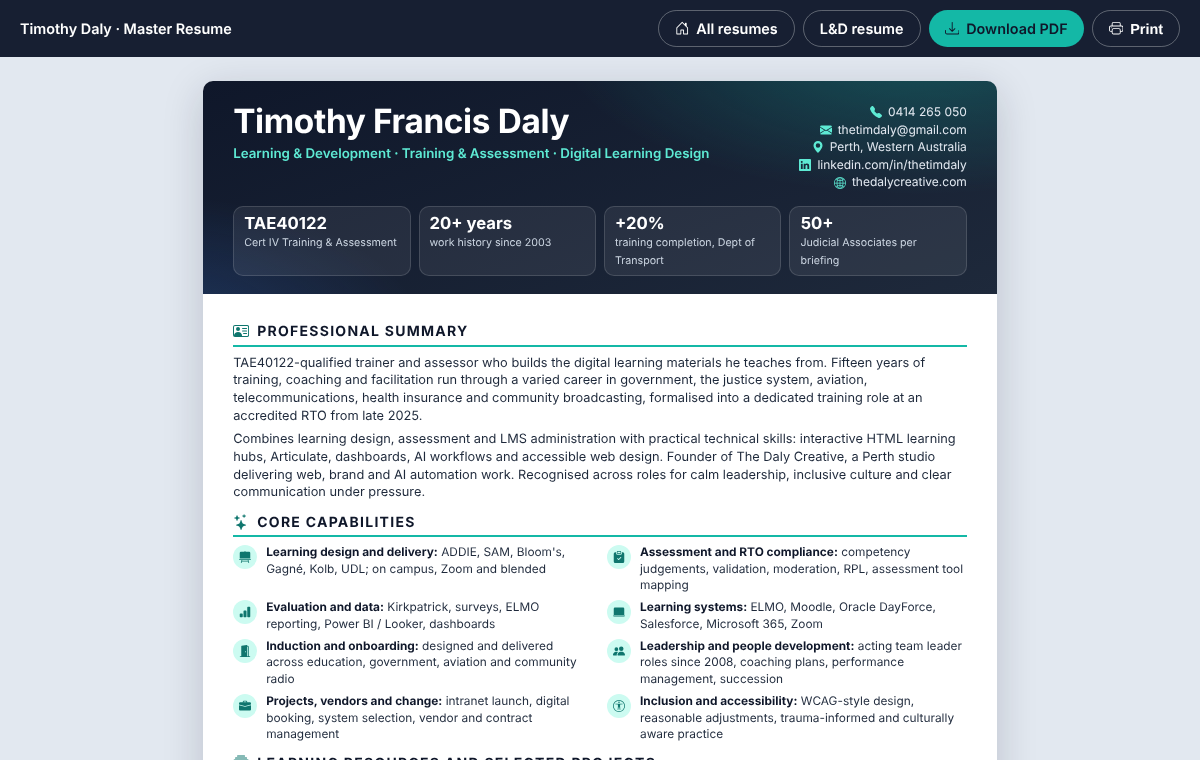 Timothy Daly · Master Resume
All resumes
L&D resume
Download PDF
Print
Timothy Francis Daly
Learning & Development · Training & Assessment · Digital Learning Design
0414 265 050
thetimdaly@gmail.com
Perth, Western Australia
linkedin.com/in/thetimdaly
thedalycreative.com
TAE40122
Cert IV Training & Assessment
20+ years
work history since 2003
+20%
training completion, Dept of
Transport
50+
Judicial Associates per
briefing
PROFESSIONAL SUMMARY
TAE40122-qualified trainer and assessor who builds the digital learning materials he teaches from. Fifteen years of
training, coaching and facilitation run through a varied career in government, the justice system, aviation,
telecommunications, health insurance and community broadcasting, formalised into a dedicated training role at an
accredited RTO from late 2025.
Combines learning design, assessment and LMS administration with practical technical skills: interactive HTML learning
hubs, Articulate, dashboards, AI workflows and accessible web design. Founder of The Daly Creative, a Perth studio
delivering web, brand and AI automation work. Recognised across roles for calm leadership, inclusive culture and clear
communication under pressure.
CORE CAPABILITIES
Learning design and delivery: ADDIE, SAM, Bloom's,
Gagné, Kolb, UDL; on campus, Zoom and blended
Assessment and RTO compliance: competency
judgements, validation, moderation, RPL, assessment tool
mapping
Evaluation and data: Kirkpatrick, surveys, ELMO
reporting, Power BI / Looker, dashboards
Learning systems: ELMO, Moodle, Oracle DayForce,
Salesforce, Microsoft 365, Zoom
Induction and onboarding: designed and delivered
across education, government, aviation and community
radio
Leadership and people development: acting team leader
roles since 2008, coaching plans, performance
management, succession
Projects, vendors and change: intranet launch, digital
booking, system selection, vendor and contract
management
Inclusion and accessibility: WCAG-style design,
reasonable adjustments, trauma-informed and culturally
aware practice
LEARNING RESOURCES AND SELECTED PROJECTS